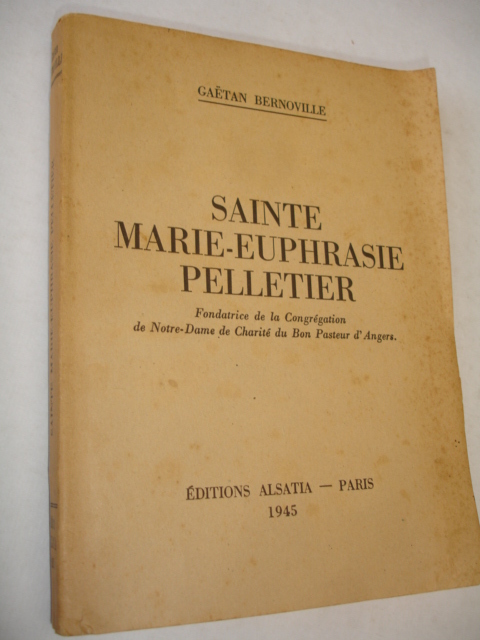 GAËTAN BERNOVILLE
SAINTE
MARIE-EUPHRASIE
PELLETIER
Fondatrice de la Congrégation
de Notre-Dame de Charité du Bon Pasteur d'Angers.
ÉDITIONS ALSATIA — PARIS
1945